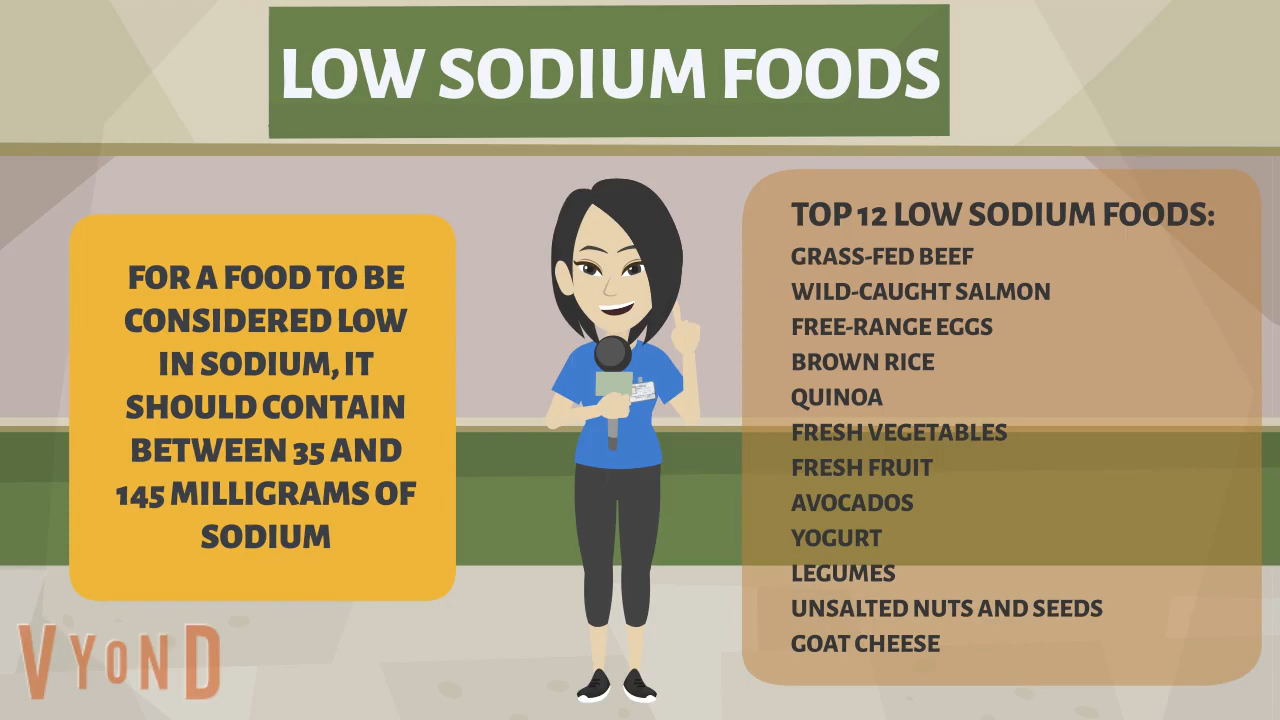 LOW SODIUM FOODS
FOR A FOOD TO BE
CONSIDERED LOW
IN SODIUM, IT
SHOULD CONTAIN
BETWEEN 35 AND
145 MILLIGRAMS OF
SODIUM
TOP 12 LOW SODIUM FOODS:
GRASS-FED BEEF
WILD-CAUGHT SALMON
FREE-RANGE EGGS
BROWN RICE
QUINOA
FRESH VEGETABLES
FRESH FRUIT
AVOCADOS
YOGURT
LEGUMES
UNSALTED NUTS AND SEEDS
GOAT CHEESE
VYOND